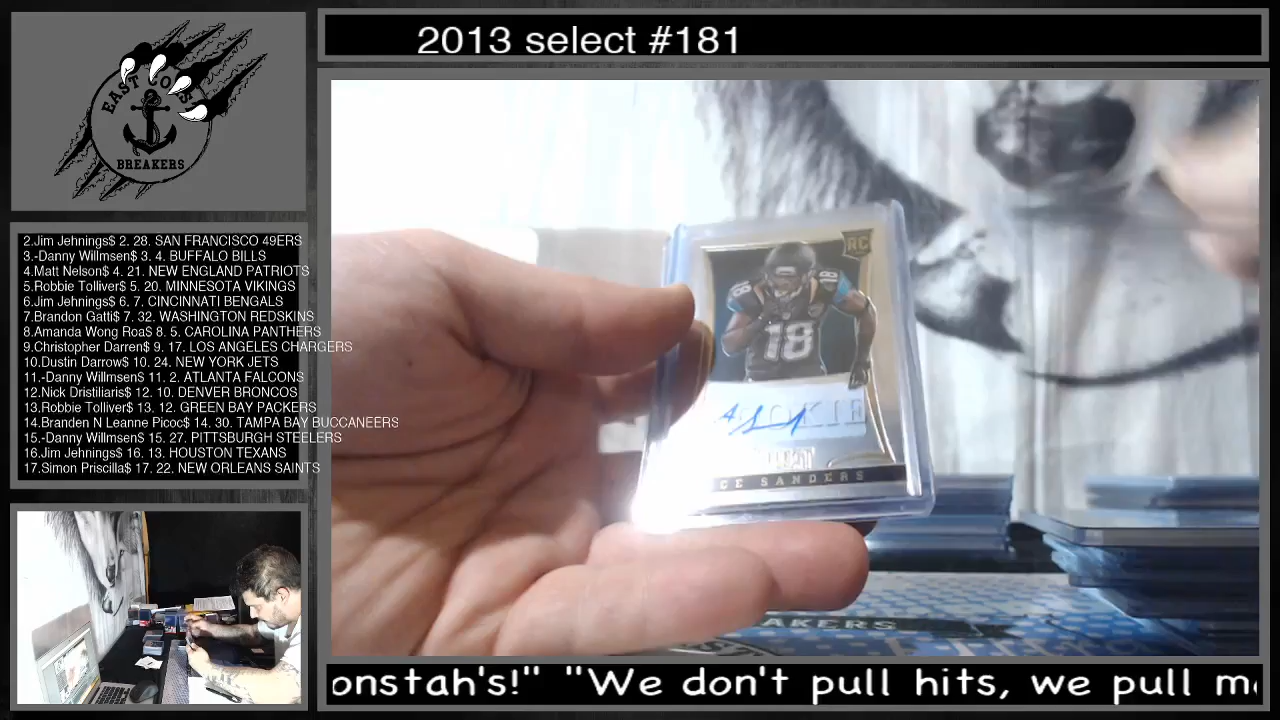 2013 select #181
EAST COAST
BREAKERS
2.Jim Jehnings$ 2. 28. SAN FRANCISCO 49ERS
3.-Danny Willmsen$ 3. 4. BUFFALO BILLS
4.Matt Nelson$ 4. 21. NEW ENGLAND PATRIOTS
5.Robbie Tolliver$ 5. 20. MINNESOTA VIKINGS
6.Jim Jehnings$ 6. 7. CINCINNATI BENGALS
7.Brandon Gatti$ 7. 32. WASHINGTON REDSKINS
8.Amanda Wong Roa$ 8. 5. CAROLINA PANTHERS
9.Christopher Darren$ 9. 17. LOS ANGELES CHARGERS
10.Dustin Darrow$ 10. 24. NEW YORK JETS
11.-Danny Willmsen$ 11. 2. ATLANTA FALCONS
12.Nick Dristiliaris$ 12. 10. DENVER BRONCOS
13.Robbie Tolliver$ 13. 12. GREEN BAY PACKERS
14.Branden N Leanne Picoc$ 14. 30. TAMPA BAY BUCCANEERS
15.-Danny Willmsen$ 15. 27. PITTSBURGH STEELERS
16.Jim Jehnings$ 16. 13. HOUSTON TEXANS
17.Simon Priscilla$ 17. 22. NEW ORLEANS SAINTS
RC
18 18
18
ROOKIE
CE SANDERS
BREAKERS
onstah's!" "We don't pull hits, we pull mo